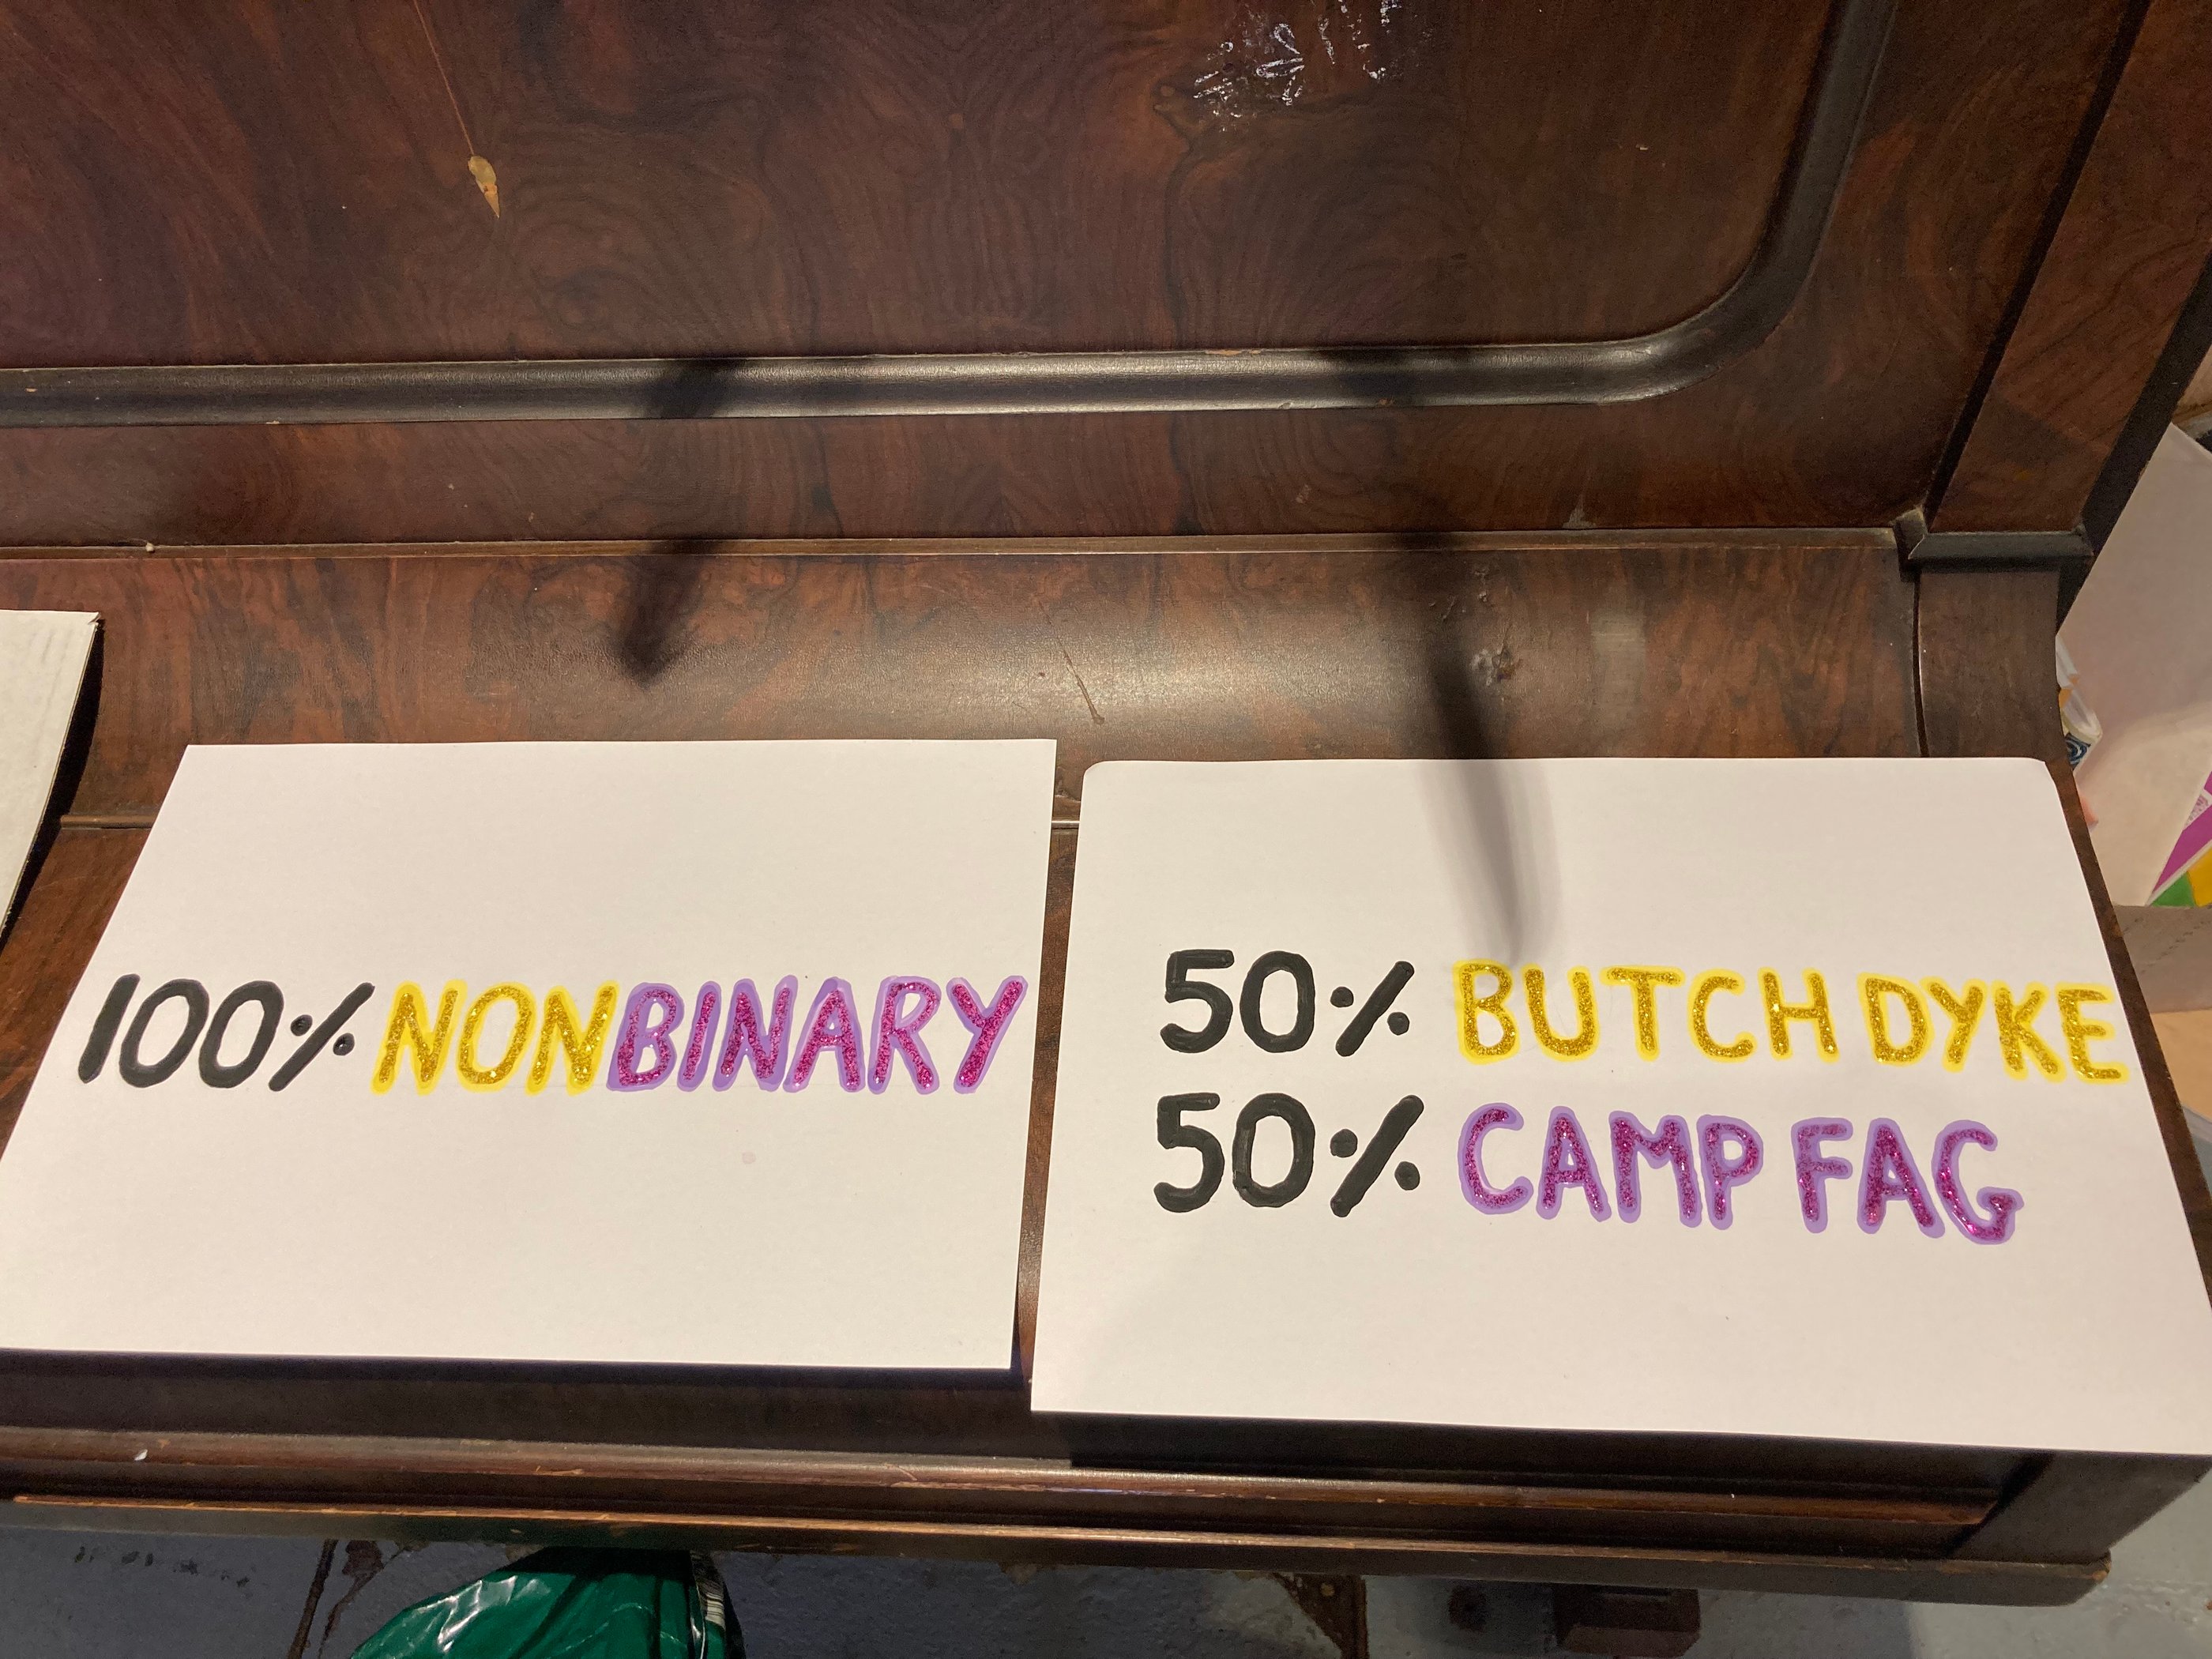 100% NONBINARY
50% BUTCH DYKE
50% CAMP FAG